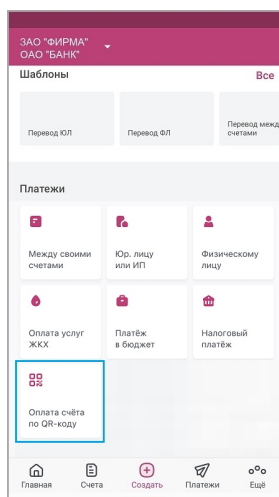 ЗАО "ФИРМА"
ОАО "БАНК"
Шаблоны
Все
Перевод ЮЛ
Перевод ФЛ
Перевод межд
счетами
Платежи
Между своими
счетами
Юр. лицу
или ИП
Физическому
лицу
Оплата услуг
ЖКХ
Платёж
в бюджет
Налоговый
платёж
Оплата счёта
по QR-коду
Главная
Счета
Создать
Платежи
Ещё